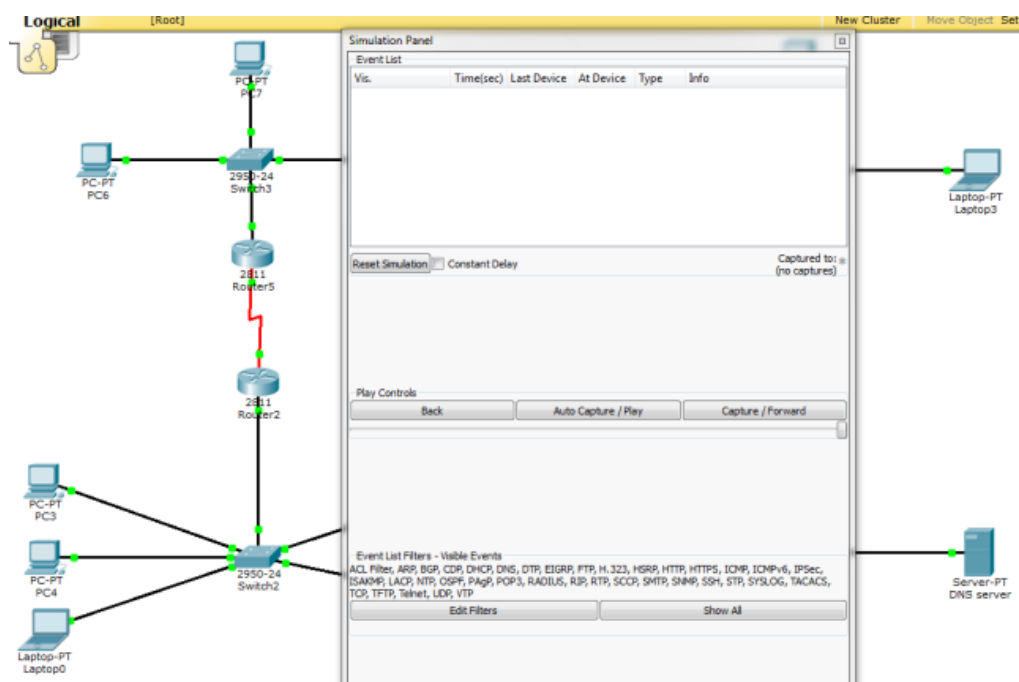 Logical
[Root]
New Cluster
Move Object
Set
Simulation Panel
Event List
Vis.
Time(sec)
Last Device
At Device
Type
Info
PC-PT
PC7
PC-PT
PC6
2950-24
Switch3
Laptop-PT
Laptop3
Reset Simulation
Constant Delay
Captured to:
(no captures)
2811
Router5
Play Controls
Back
Auto Capture / Play
Capture / Forward
2811
Router2
PC-PT
PC3
Event List Filters - Visible Events
ACL Filter, ARP, BGP, CDP, DHCP, DNS, DTP, EIGRP, FTP, H.323, HSRP, HTTP, HTTPS, ICMP, ICMPv6, IPSec,
ISAKMP, LACP, NTP, OSPF, PAgP, POP3, RADIUS, RIP, RTP, SCCP, SMTP, SNMP, SSH, STP, SYSLOG, TACACS,
TCP, TFTP, Telnet, UDP, VTP
Edit Filters
Show All
2950-24
Switch2
PC-PT
PC4
Server-PT
DNS server
Laptop-PT
Laptop0